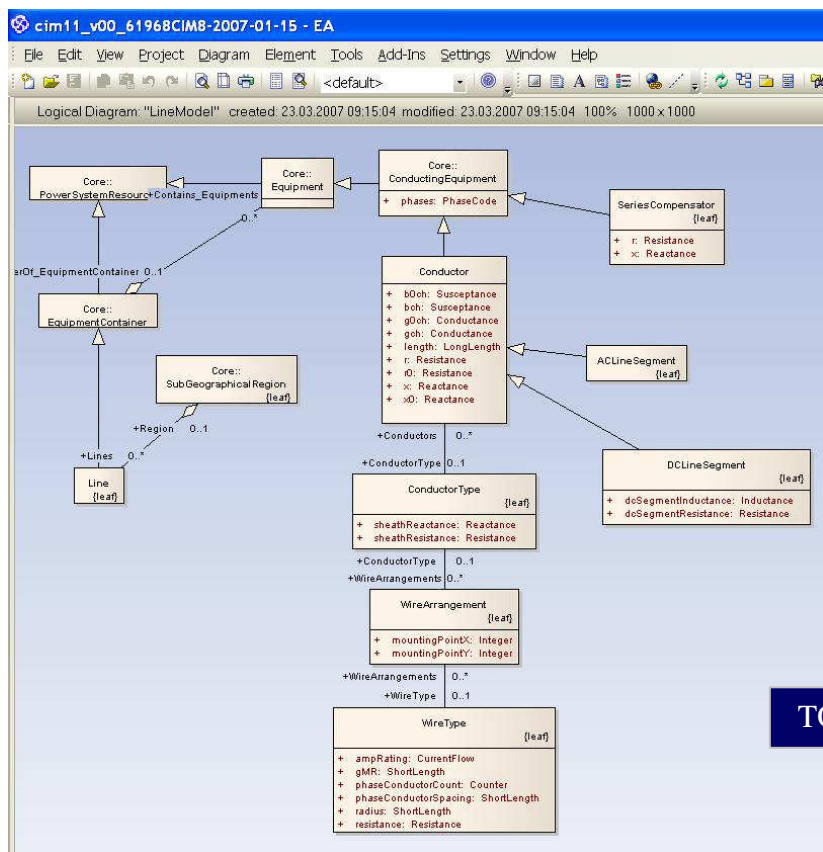 cim11_v00_61968CIM8-2007-01-15 - EA
File Edit View Project Diagram Element Tools Add-Ins Settings Window Help
<default>
Logical Diagram: "LineModel" created: 23.03.2007 09:15:04 modified: 23.03.2007 09:15:04 100% 1000 x 1000
Core::
PowerSystemResourc
+Contains_Equipments
0..*
Core::
Equipment
Core::
ConductingEquipment
+ phases: PhaseCode
SeriesCompensator
{leaf}
+ r: Resistance
+ x: Reactance
erOf_EquipmentContainer 0..1
Core::
EquipmentContainer
Conductor
+ b0ch: Susceptance
+ bch: Susceptance
+ g0ch: Conductance
+ gch: Conductance
+ length: LongLength
+ r: Resistance
+ r0: Resistance
+ x: Reactance
+ x0: Reactance
ACLineSegment
{leaf}
Core::
SubGeographicalRegion
{leaf}
+Region 0..1
+Lines 0..*
Line
{leaf}
+Conductors 0..*
+ConductorType 0..1
DCLineSegment
{leaf}
+ dcSegmentInductance: Inductance
+ dcSegmentResistance: Resistance
ConductorType
{leaf}
+ sheathReactance: Reactance
+ sheathResistance: Resistance
+ConductorType 0..1
+WireArrangements 0..*
WireArrangement
{leaf}
+ mountingPointX: Integer
+ mountingPointY: Integer
+WireArrangements 0..*
+WireType 0..1
WireType
{leaf}
+ ampRating: CurrentFlow
+ gMR: ShortLength
+ phaseConductorCount: Counter
+ phaseConductorSpacing: ShortLength
+ radius: ShortLength
+ resistance: Resistance